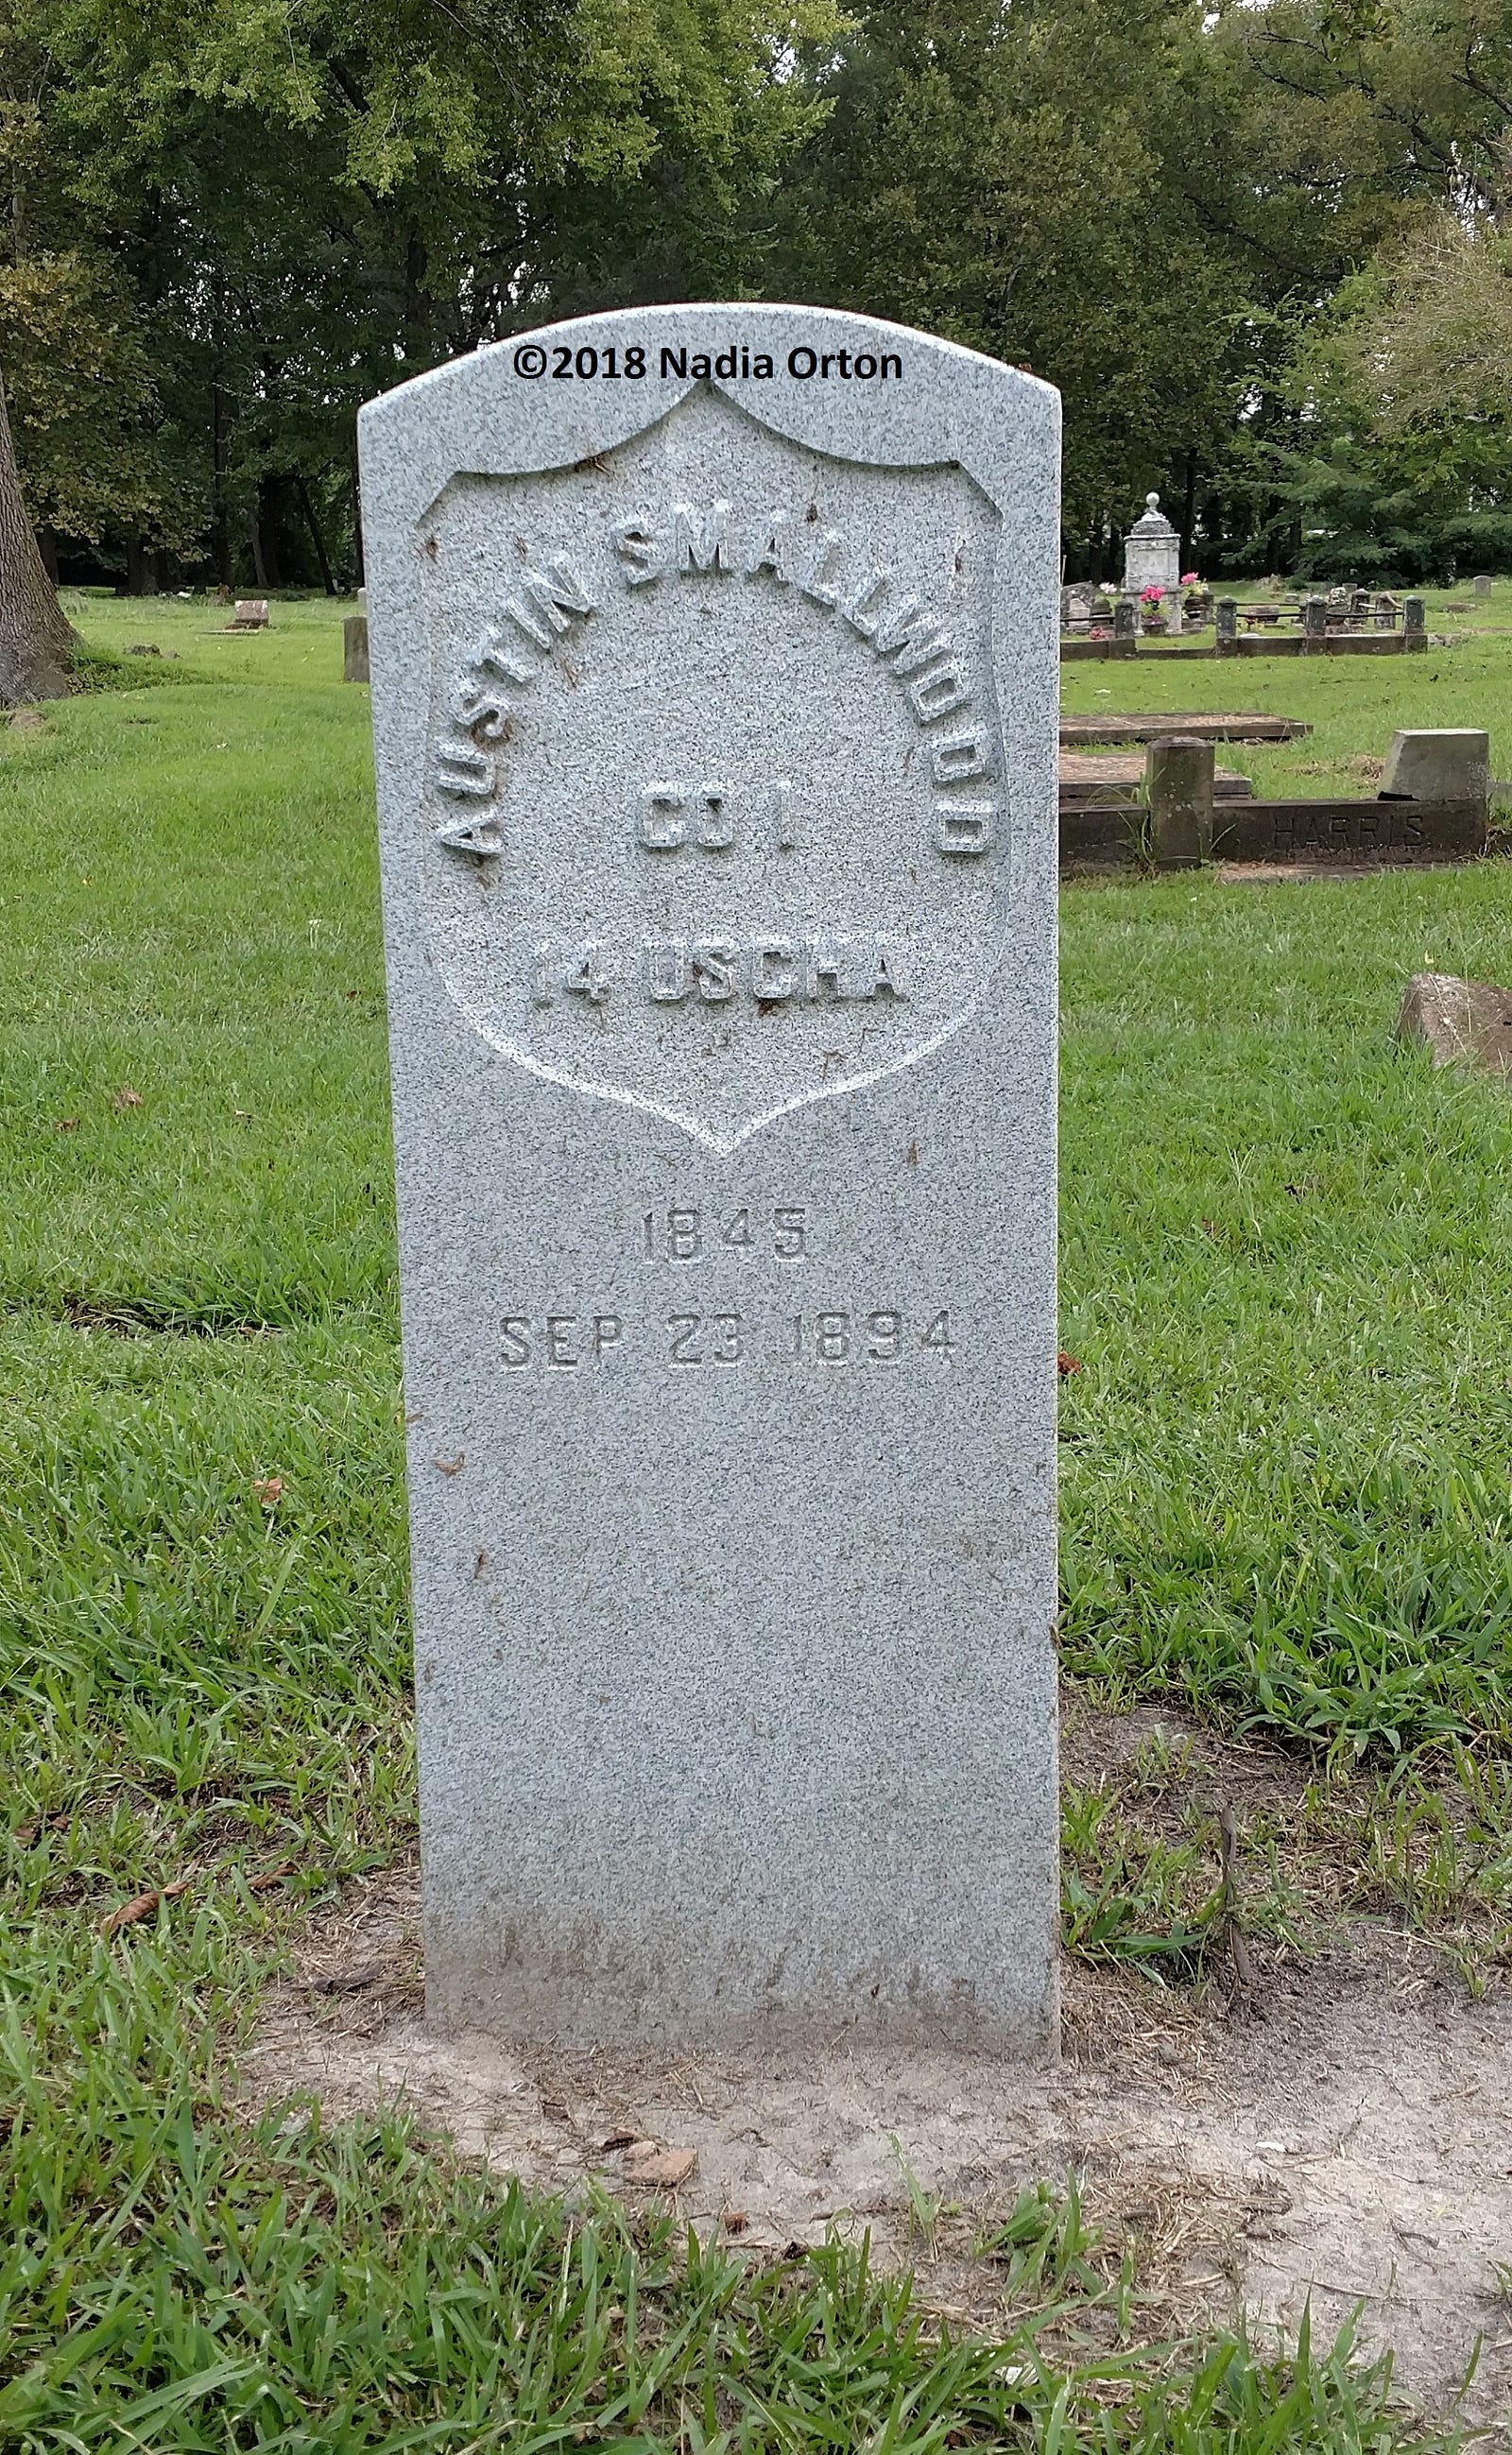 ©2018 Nadia Orton
AUSTIN SMALLWOOD
CO I
14 USCHA
1845
SEP 23 1894
HARRIS